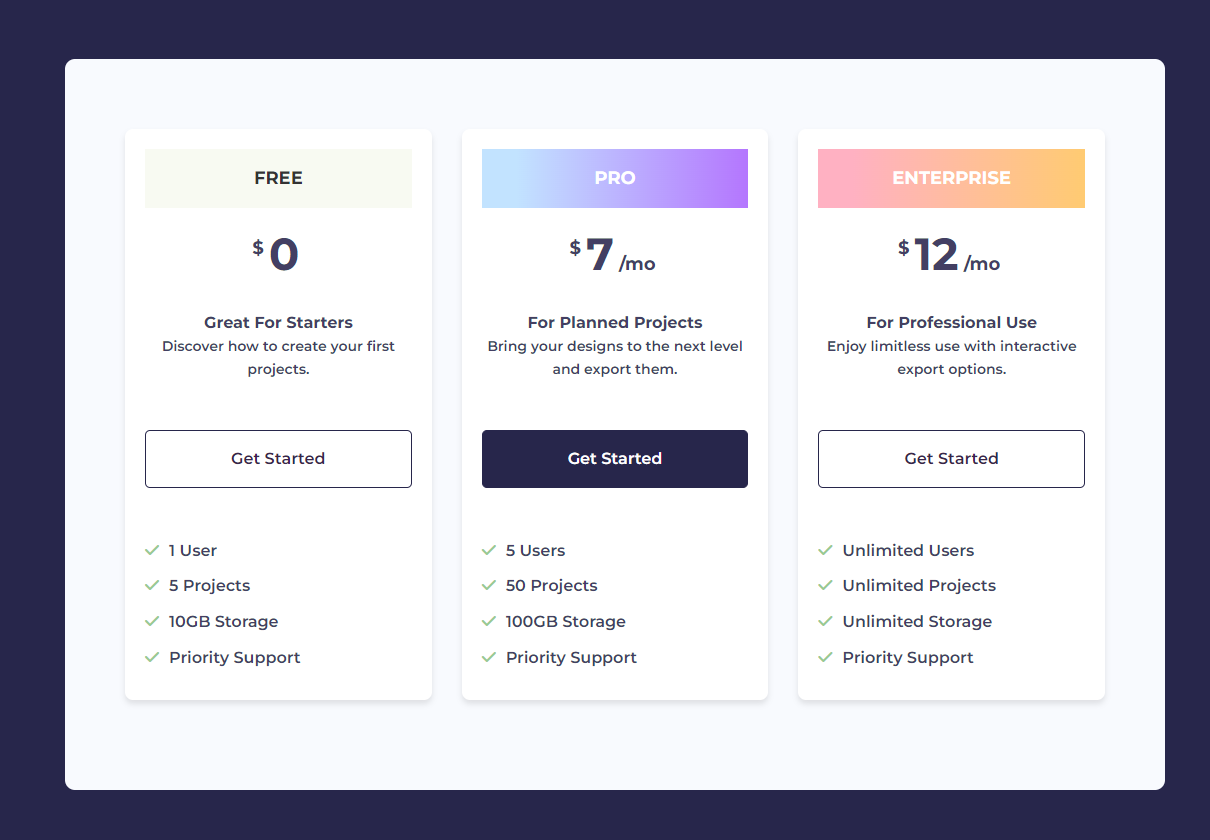 FREE
$ 0
Great For Starters
Discover how to create your first
projects.
Get Started
1 User
5 Projects
10GB Storage
Priority Support
PRO
$ 7 /mo
For Planned Projects
Bring your designs to the next level
and export them.
Get Started
5 Users
50 Projects
100GB Storage
Priority Support
ENTERPRISE
$ 12 /mo
For Professional Use
Enjoy limitless use with interactive
export options.
Get Started
Unlimited Users
Unlimited Projects
Unlimited Storage
Priority Support